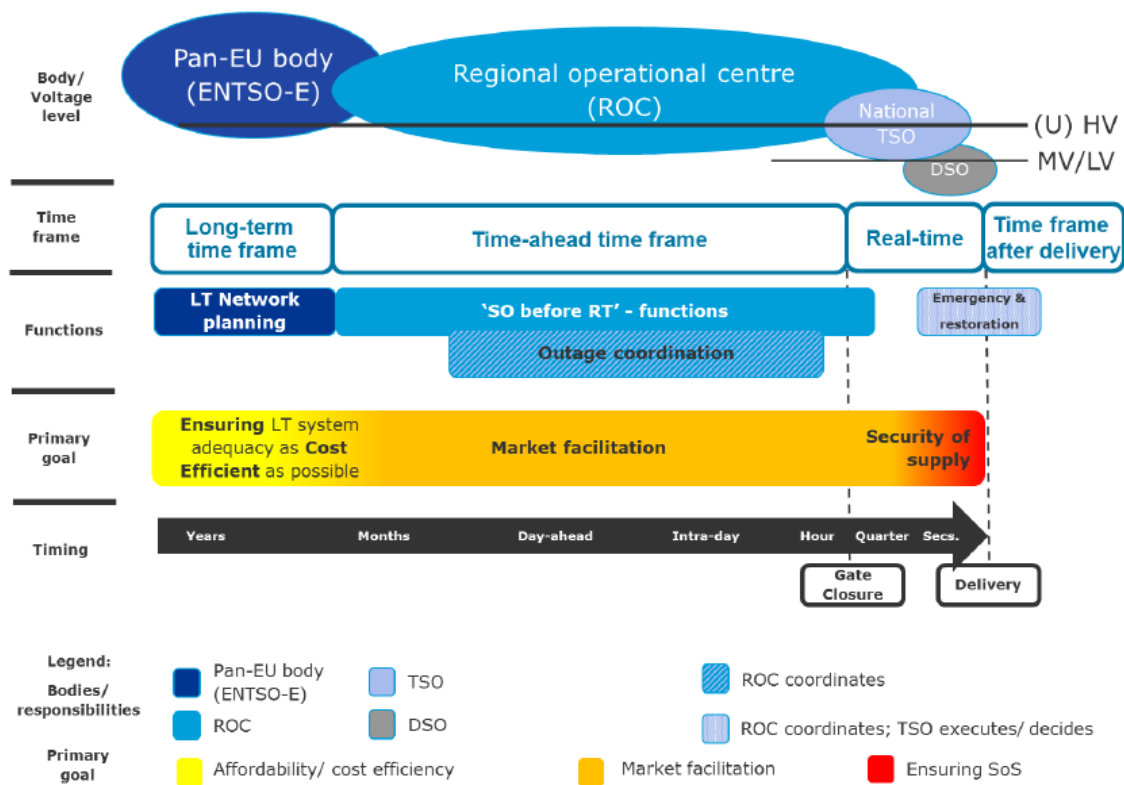 Body/
Voltage
level
Pan-EU body
(ENTSO-E)
Regional operational centre
(ROC)
National
TSO
(U) HV
DSO
MV/LV
Time
frame
Long-term
time frame
Time-ahead time frame
Real-time
Time frame
after delivery
Functions
LT Network
planning
‘SO before RT’ - functions
Outage coordination
Emergency &
restoration
Primary
goal
Ensuring LT system
adequacy as Cost
Efficient as possible
Market facilitation
Security of
supply
Timing
Years
Months
Day-ahead
Intra-day
Hour
Quarter
Secs.
Gate
Closure
Delivery
Legend:
Bodies/
responsibilities
Pan-EU body
(ENTSO-E)
TSO
ROC coordinates
ROC
DSO
ROC coordinates; TSO executes/ decides
Primary
goal
Affordability/ cost efficiency
Market facilitation
Ensuring SoS